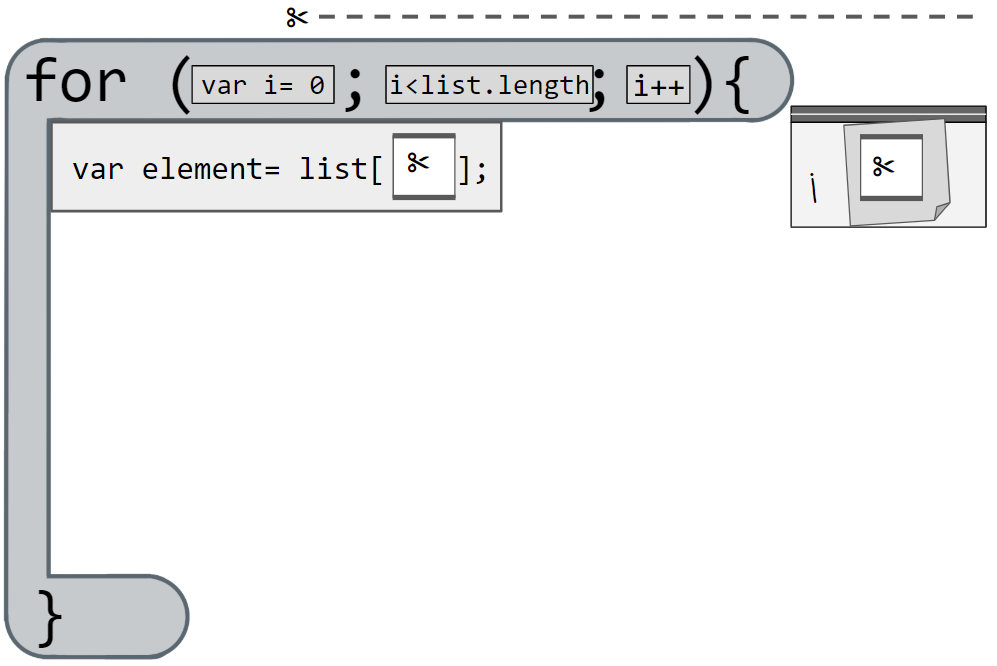 for (var i= 0; i<list.length; i++){
var element= list[ ];
i
}